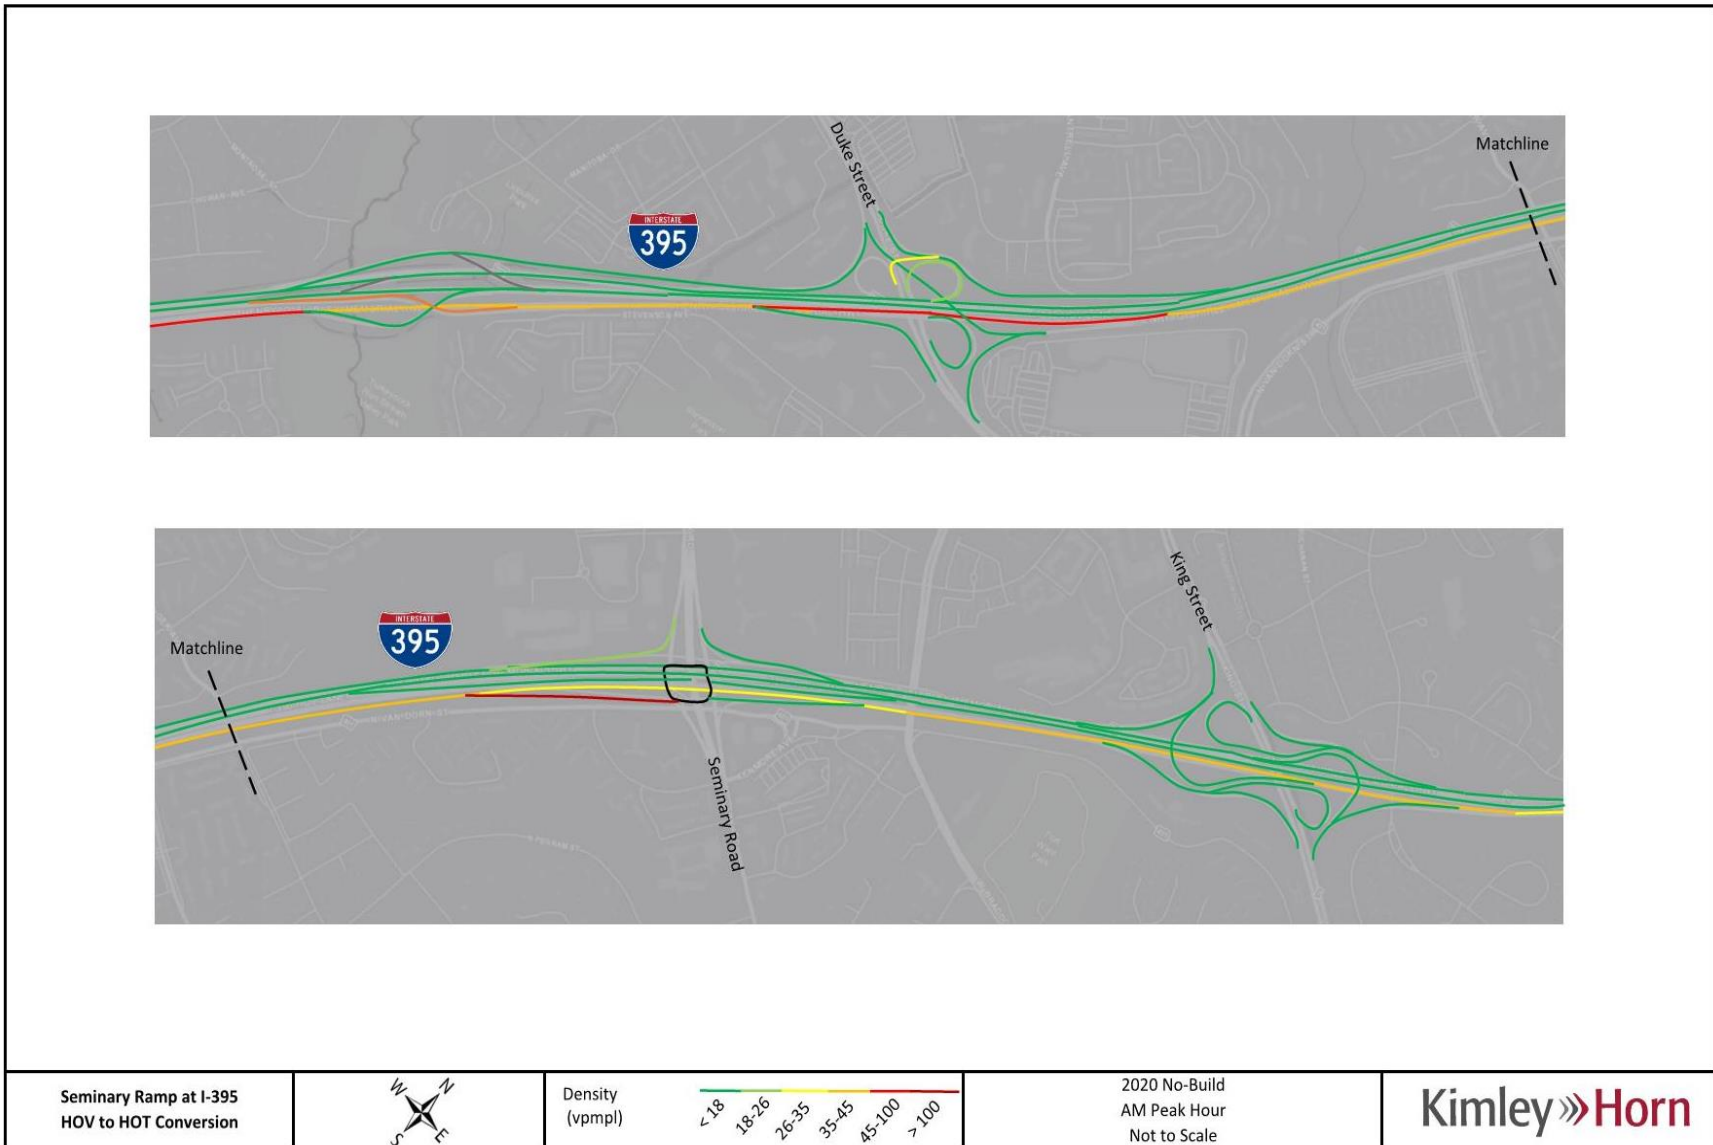 Duke Street
Matchline
INTERSTATE
395
Matchline
INTERSTATE
395
King Street
Seminary Road
Seminary Ramp at I-395
HOV to HOT Conversion
W
N
S
E
Density
(vpmpl)
< 18
18-26
26-35
35-45
45-100
> 100
2020 No-Build
AM Peak Hour
Not to Scale
Kimley»Horn